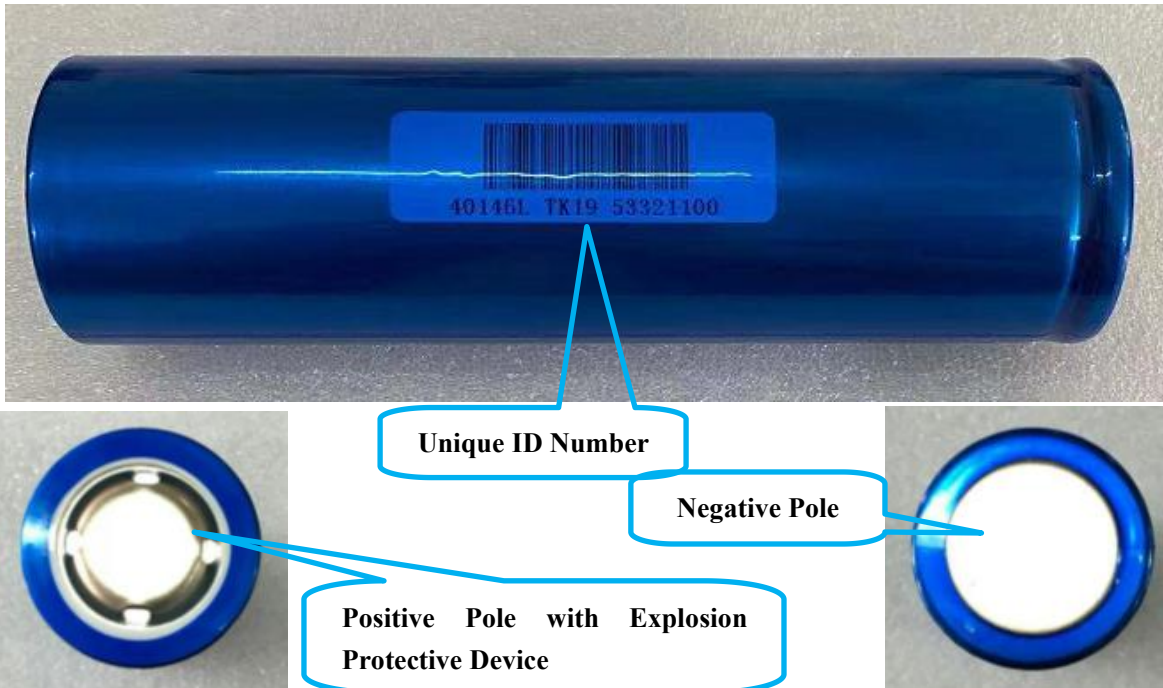 40146L TK19 53321100
Unique ID Number
Negative Pole
Positive Pole with Explosion
Protective Device